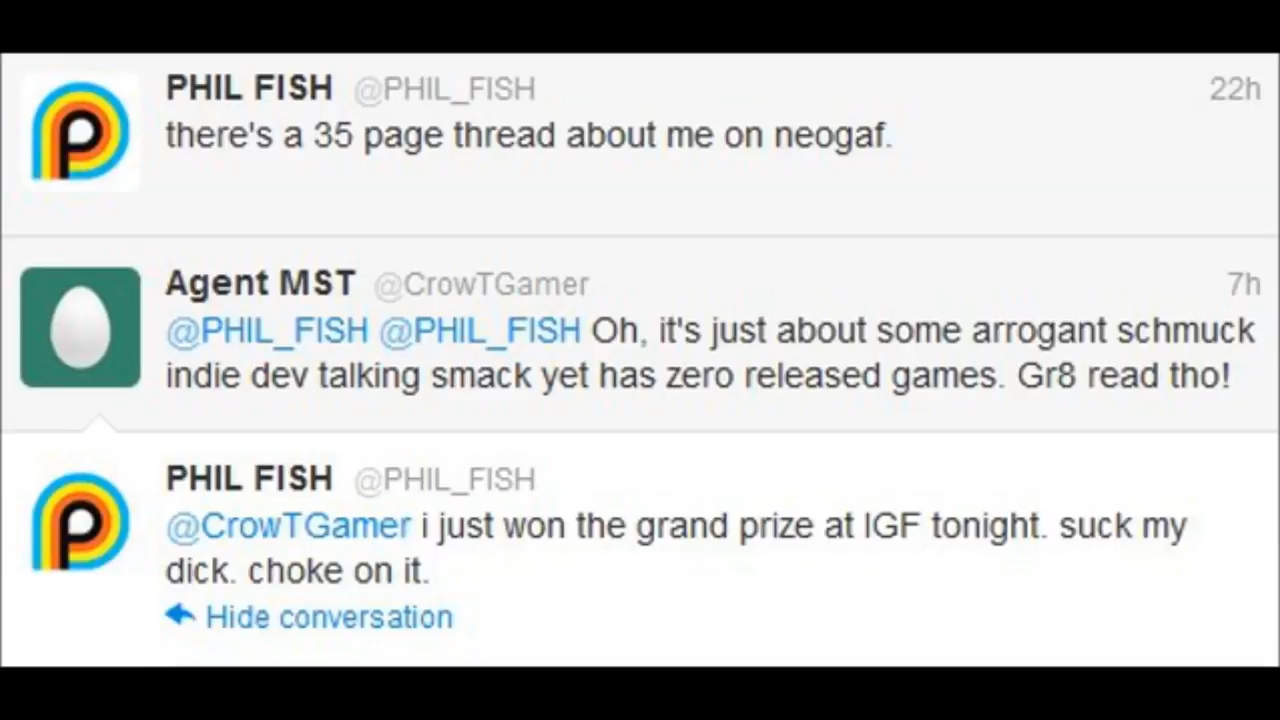 PHIL FISH @PHIL_FISH 22h
there's a 35 page thread about me on neogaf.
Agent MST @CrowTGamer 7h
@PHIL_FISH @PHIL_FISH Oh, it's just about some arrogant schmuck
indie dev talking smack yet has zero released games. Gr8 read tho!
PHIL FISH @PHIL_FISH
@CrowTGamer i just won the grand prize at IGF tonight. suck my
dick. choke on it.
Hide conversation